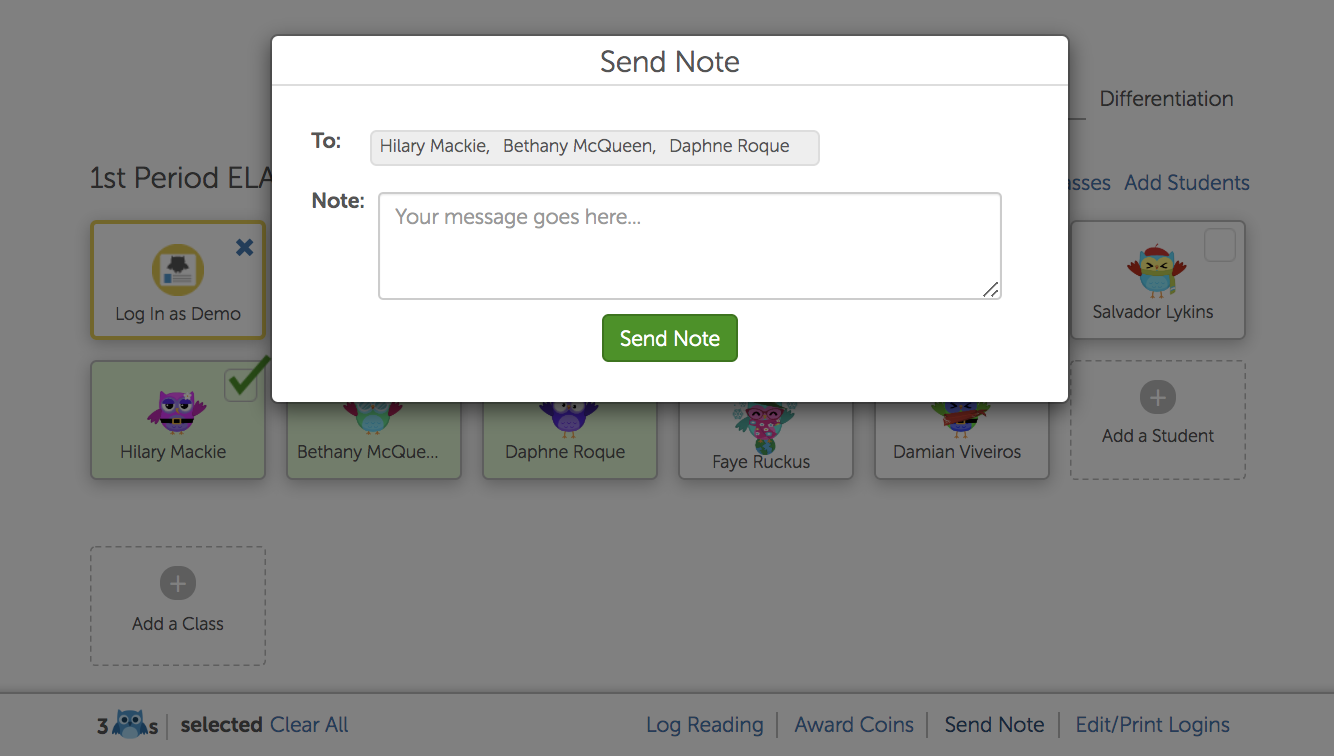 Send Note
Differentiation
To:
Hilary Mackie, Bethany McQueen, Daphne Roque
1st Period ELA
Note:
Your message goes here...
Add Students
Log In as Demo
Salvador Lykins
Send Note
Hilary Mackie
Bethany McQue...
Daphne Roque
Faye Ruckus
Damian Viveiros
Add a Student
Add a Class
3 s selected Clear All
Log Reading Award Coins Send Note Edit/Print Logins